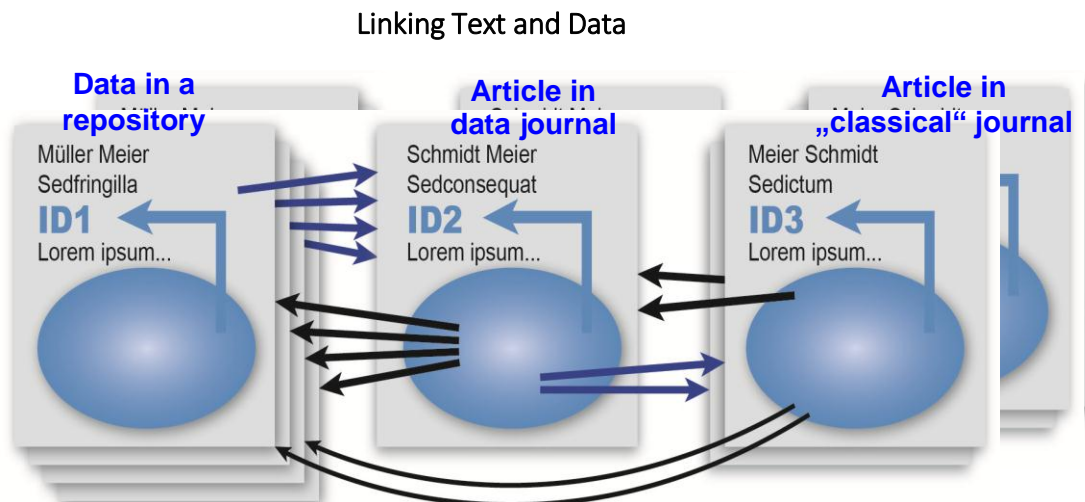 Linking Text and Data
Data in a
repository
Müller Meier
Sedfringilla
ID1
Lorem ipsum...
Article in
data journal
Schmidt Meier
Sedconsequat
ID2
Lorem ipsum...
Article in
„classical“ journal
Meier Schmidt
Sedictum
ID3
Lorem ipsum...